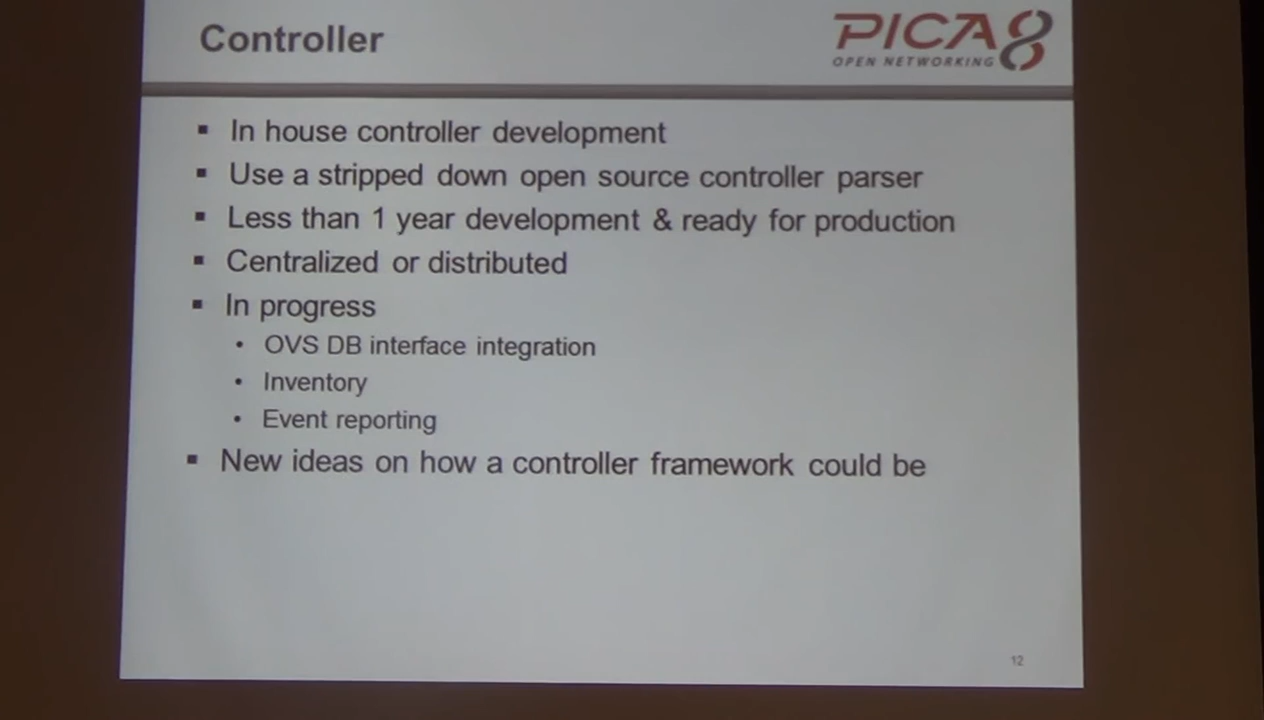 Controller
PICA8
OPEN NETWORKING
▪ In house controller development
▪ Use a stripped down open source controller parser
▪ Less than 1 year development & ready for production
▪ Centralized or distributed
▪ In progress
• OVS DB interface integration
• Inventory
• Event reporting
▪ New ideas on how a controller framework could be
12